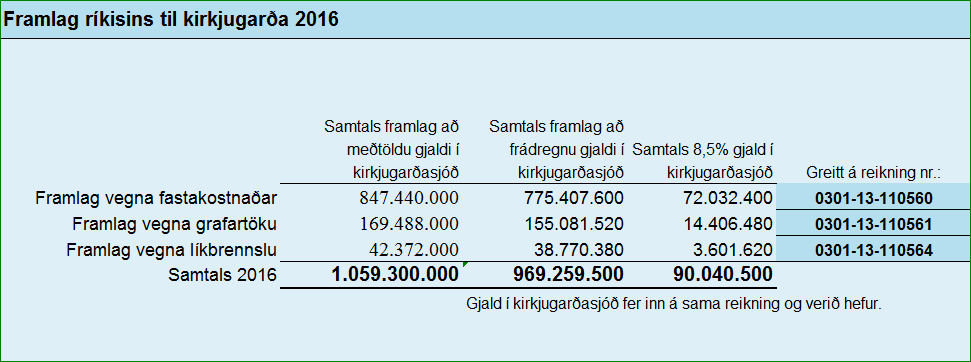 Framlag ríkisins til kirkjugarða 2016
Samtals framlag að meðtöldu gjaldi í kirkjugarðasjóð
Samtals framlag að frádregnu gjaldi í kirkjugarðasjóð
Samtals 8,5% gjald í kirkjugarðasjóð
Greitt á reikning nr.:
Framlag vegna fastakostnaðar 847.440.000 775.407.600 72.032.400 0301-13-110560
Framlag vegna grafartöku 169.488.000 155.081.520 14.406.480 0301-13-110561
Framlag vegna líkbrennslu 42.372.000 38.770.380 3.601.620 0301-13-110564
Samtals 2016 1.059.300.000 969.259.500 90.040.500
Gjald í kirkjugarðasjóð fer inn á sama reikning og verið hefur.